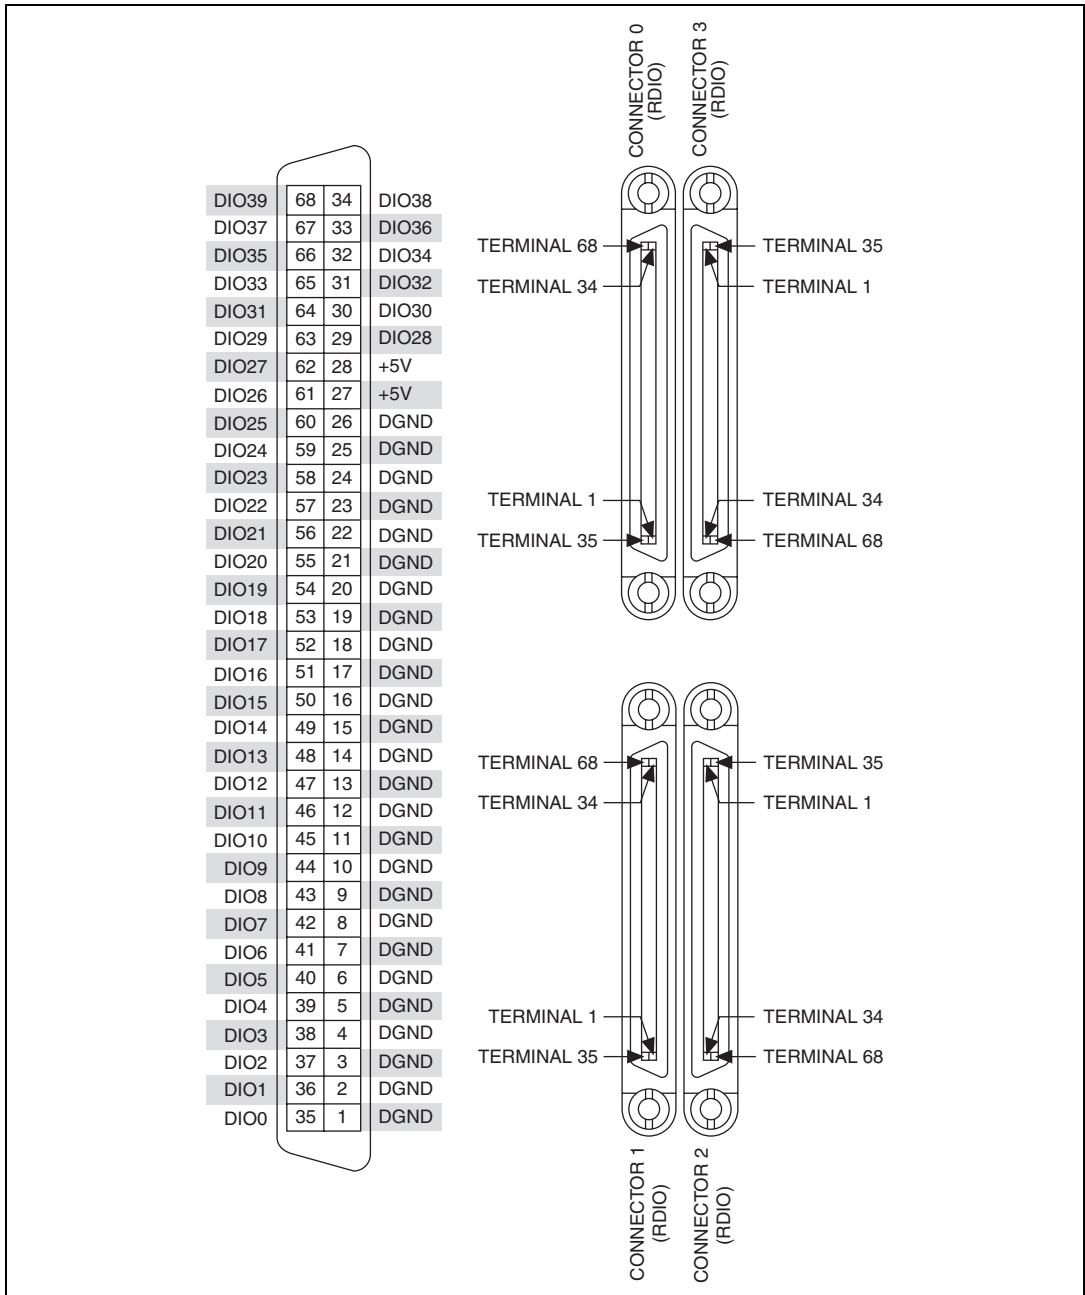 CONNECTOR 0
(RDIO)
CONNECTOR 3
(RDIO)
DIO39 68 34 DIO38
DIO37 67 33 DIO36
DIO35 66 32 DIO34
DIO33 65 31 DIO32
DIO31 64 30 DIO30
DIO29 63 29 DIO28
DIO27 62 28 +5V
DIO26 61 27 +5V
DIO25 60 26 DGND
DIO24 59 25 DGND
DIO23 58 24 DGND
DIO22 57 23 DGND
DIO21 56 22 DGND
DIO20 55 21 DGND
DIO19 54 20 DGND
DIO18 53 19 DGND
DIO17 52 18 DGND
DIO16 51 17 DGND
DIO15 50 16 DGND
DIO14 49 15 DGND
DIO13 48 14 DGND
DIO12 47 13 DGND
DIO11 46 12 DGND
DIO10 45 11 DGND
DIO9 44 10 DGND
DIO8 43 9 DGND
DIO7 42 8 DGND
DIO6 41 7 DGND
DIO5 40 6 DGND
DIO4 39 5 DGND
DIO3 38 4 DGND
DIO2 37 3 DGND
DIO1 36 2 DGND
DIO0 35 1 DGND
TERMINAL 68
TERMINAL 35
TERMINAL 34
TERMINAL 1
TERMINAL 1
TERMINAL 34
TERMINAL 35
TERMINAL 68
TERMINAL 68
TERMINAL 35
TERMINAL 34
TERMINAL 1
TERMINAL 1
TERMINAL 34
TERMINAL 35
TERMINAL 68
CONNECTOR 1
(RDIO)
CONNECTOR 2
(RDIO)